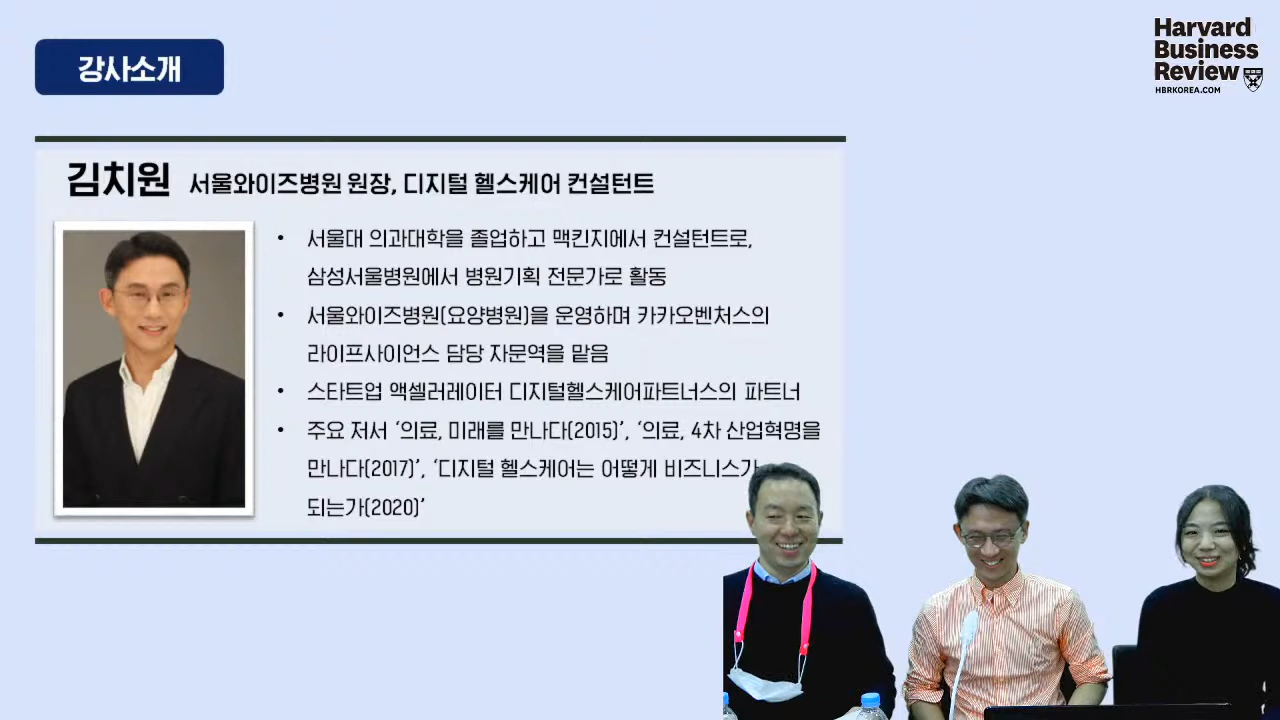 강사소개
Harvard
Business
Review
HBRKOREA.COM
김치원 서울와이즈병원 원장, 디지털 헬스케어 컨설턴트
• 서울대 의과대학을 졸업하고 맥킨지에서 컨설턴트로,
삼성서울병원에서 병원기획 전문가로 활동
• 서울와이즈병원(요양병원)을 운영하며 카카오벤처스의
라이프사이언스 담당 자문역을 맡음
• 스타트업 액셀러레이터 디지털헬스케어파트너스의 파트너
• 주요 저서 ‘의료, 미래를 만나다(2015)’, ‘의료, 4차 산업혁명을
만나다(2017)’, ‘디지털 헬스케어는 어떻게 비즈니스가
되는가(2020)’